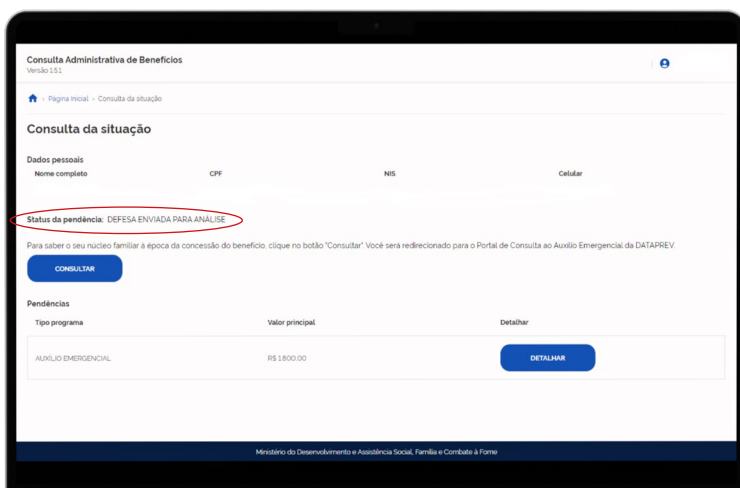 Consulta Administrativa de Benefícios
Versão 1.5.1
Página Inicial > Consulta da situação
Consulta da situação
Dados pessoais
Nome completo CPF NIS Celular
Status da pendência: DEFESA ENVIADA PARA ANÁLISE
Para saber o seu núcleo familiar à época da concessão do benefício, clique no botão "Consultar". Você será redirecionado para o Portal de Consulta ao Auxílio Emergencial da DATAPREV.
CONSULTAR
Pendências
Tipo programa Valor principal Detalhar
AUXÍLIO EMERGENCIAL R$ 1800.00 DETALHAR
Ministério do Desenvolvimento e Assistência Social, Família e Combate à Fome